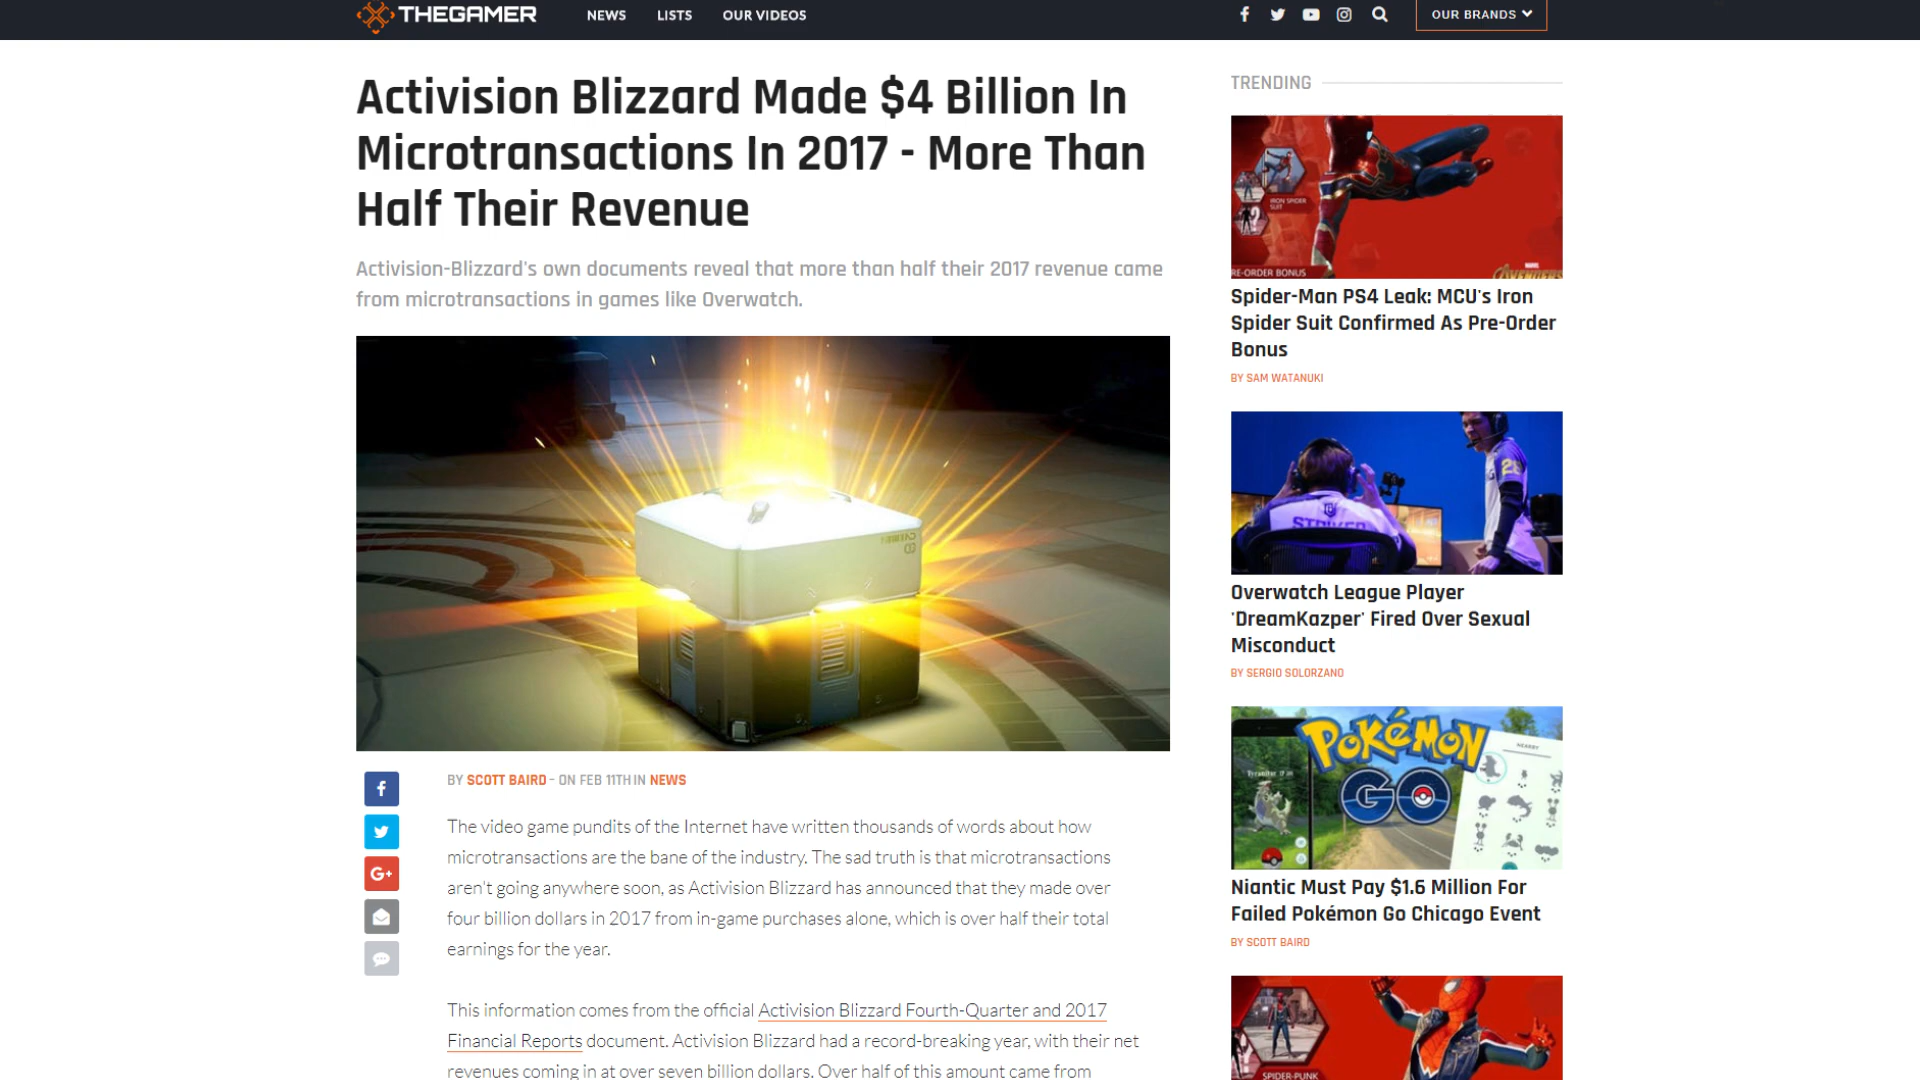 THEGAMER
NEWS
LISTS
OUR VIDEOS
OUR BRANDS
Activision Blizzard Made $4 Billion In
Microtransactions In 2017 - More Than
Half Their Revenue
Activision-Blizzard's own documents reveal that more than half their 2017 revenue came
from microtransactions in games like Overwatch.
BY SCOTT BAIRD - ON FEB 11TH IN NEWS
The video game pundits of the Internet have written thousands of words about how
microtransactions are the bane of the industry. The sad truth is that microtransactions
aren't going anywhere soon, as Activision Blizzard has announced that they made over
four billion dollars in 2017 from in-game purchases alone, which is over half their total
earnings for the year.
This information comes from the official Activision Blizzard Fourth-Quarter and 2017
Financial Reports document. Activision Blizzard had a record-breaking year, with their net
revenues coming in at over seven billion dollars. Over half of this amount came from
TRENDING
IRON SPIDER
SUIT
RE-ORDER BONUS
MARVEL
AVENGERS
Spider-Man PS4 Leak: MCU's Iron
Spider Suit Confirmed As Pre-Order
Bonus
BY SAM WATANUKI
STRIKER
28
Overwatch League Player
'DreamKazper' Fired Over Sexual
Misconduct
BY SERGIO SOLORZANO
POKéMON
GO
NEARBY
Niantic Must Pay $1.6 Million For
Failed Pokémon Go Chicago Event
BY SCOTT BAIRD
SPIDER-PUNK